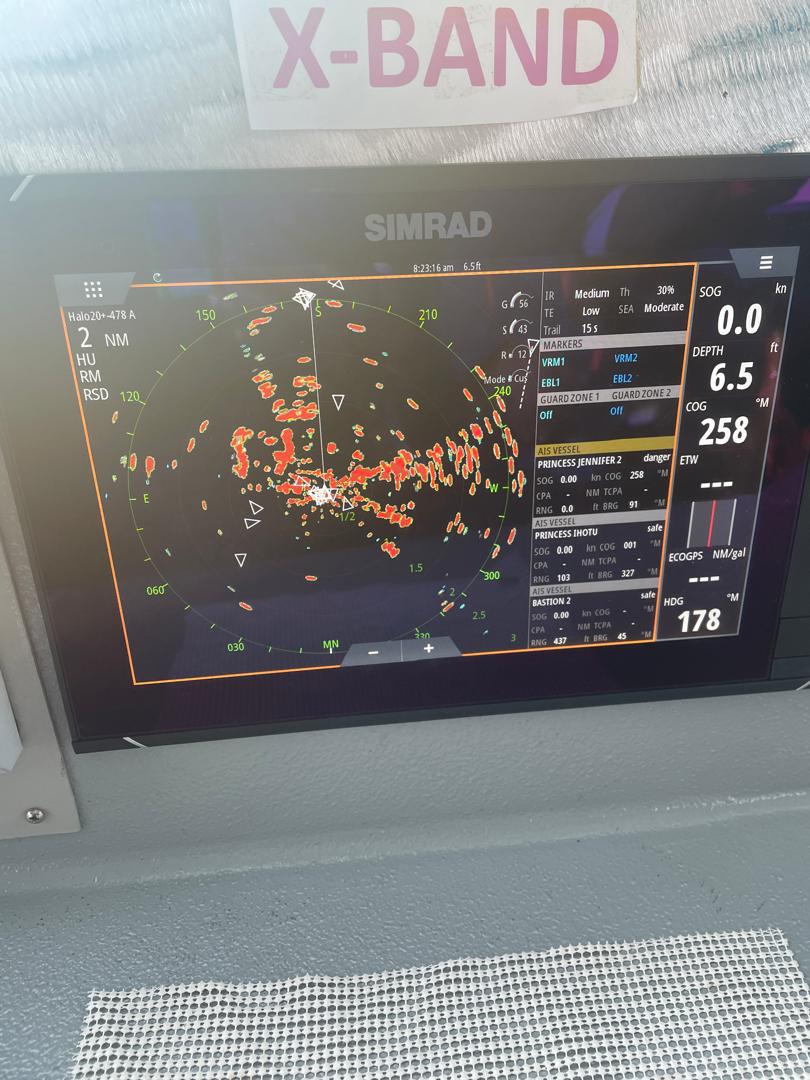 X-BAND
SIMRAD
8:23:16 am 6.5 ft
Halo20+-478 A
2 NM
HU
RM
RSD
150
S
210
120
240
E
W
060
300
030
MN
330
1/2
1.5
2
2.5
3
G 56
S 43
R 12
Mode Cus
− +
IR Medium Th 30%
TE Low SEA Moderate
Trail 15 s
MARKERS
VRM1 VRM2
EBL1 EBL2
GUARD ZONE 1 GUARD ZONE 2
Off Off
AIS VESSEL
PRINCESS JENNIFER 2 danger
SOG 0.00 kn COG 258 °M
CPA - NM TCPA -
RNG 0.0 ft BRG 91 °M
AIS VESSEL
PRINCESS IHOTU safe
SOG 0.00 kn COG 001 °M
CPA - NM TCPA -
RNG 103 ft BRG 327 °M
AIS VESSEL
BASTION 2 safe
SOG 0.00 kn COG - °M
CPA - NM TCPA -
RNG 437 ft BRG 45 °M
SOG kn
0.0
DEPTH ft
6.5
COG °M
258
ETW
---
ECOGPS NM/gal
---
HDG °M
178